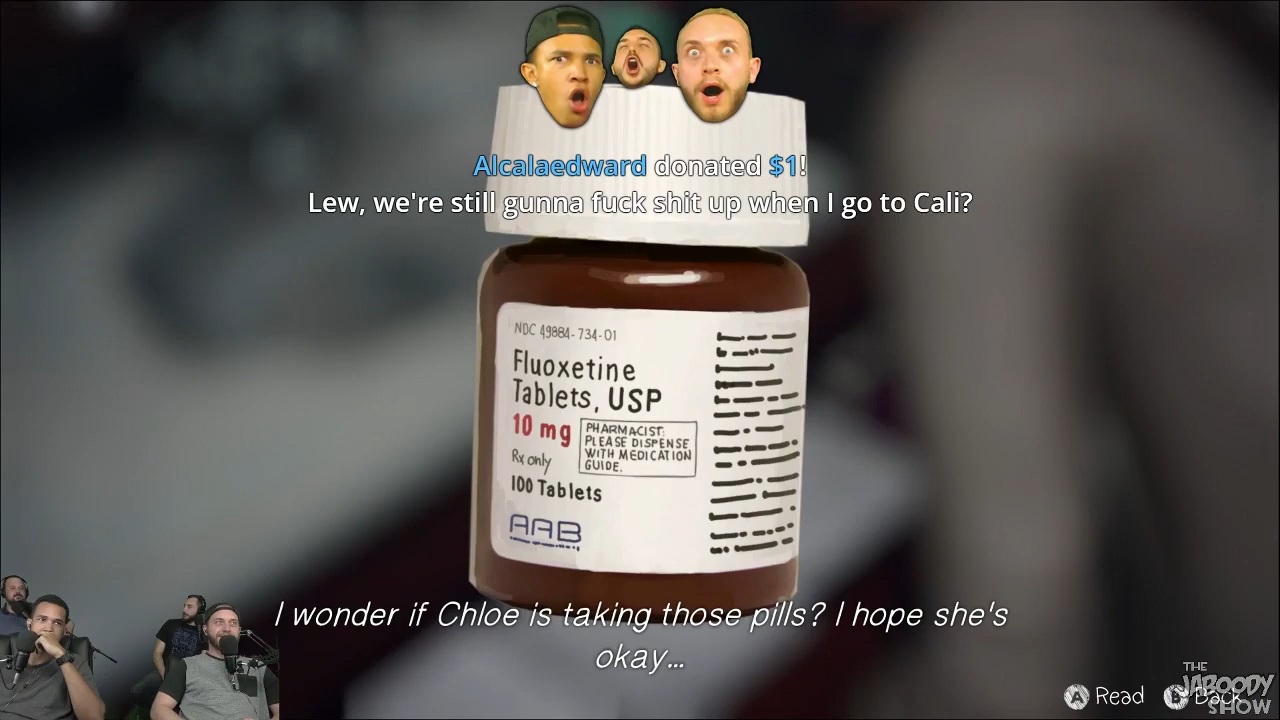 Alcalaedward donated $1!
Lew, we're still gunna fuck shit up when I go to Cali?
NDC 49884-734-01
Fluoxetine
Tablets, USP
10 mg
PHARMACIST:
PLEASE DISPENSE
WITH MEDICATION
GUIDE.
Rx only
100 Tablets
AAB
I wonder if Chloe is taking those pills? I hope she's
okay...
A Read B Back
THE
JABOODY
SHOW